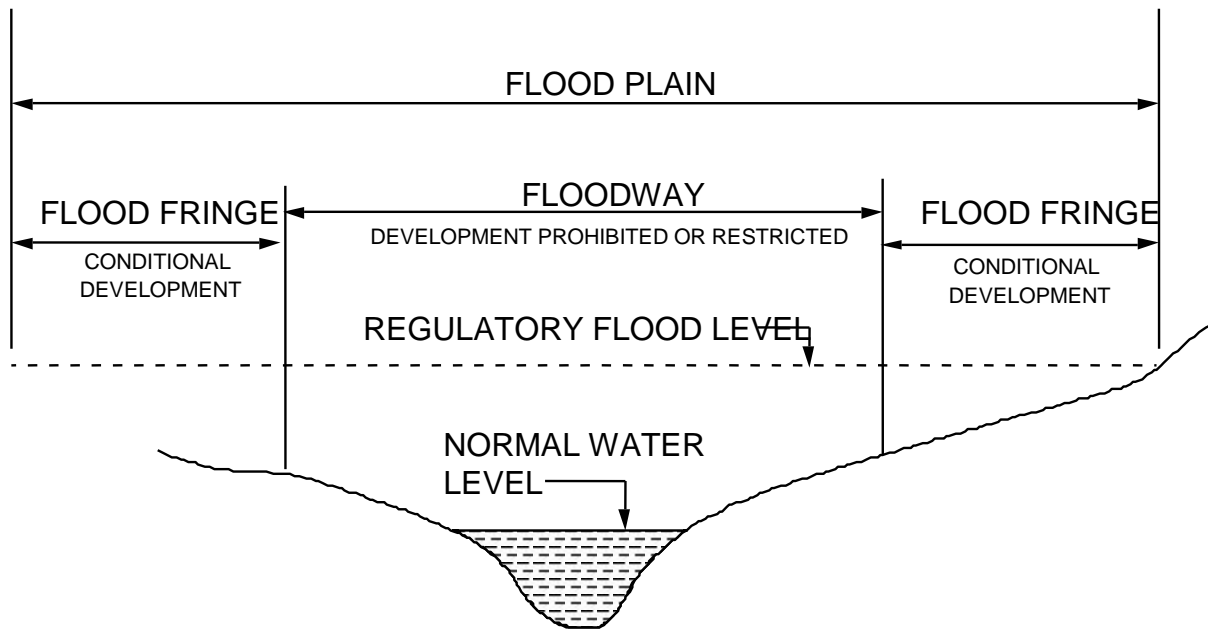 FLOOD PLAIN
FLOOD FRINGE
CONDITIONAL
DEVELOPMENT
FLOODWAY
DEVELOPMENT PROHIBITED OR RESTRICTED
FLOOD FRINGE
CONDITIONAL
DEVELOPMENT
REGULATORY FLOOD LEVEL
NORMAL WATER
LEVEL